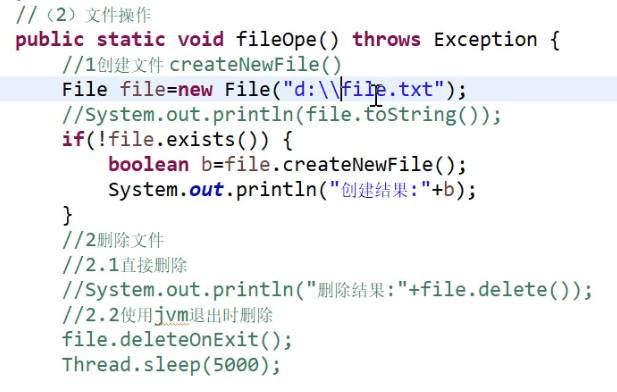 //（2）文件操作
public static void fileOpe() throws Exception {
//1创建文件 createNewFile()
File file=new File("d:\\file.txt");
//System.out.println(file.toString());
if(!file.exists()) {
boolean b=file.createNewFile();
System.out.println("创建结果:"+b);
}
//2删除文件
//2.1直接删除
//System.out.println("删除结果:"+file.delete());
//2.2使用jvm退出时删除
file.deleteOnExit();
Thread.sleep(5000);